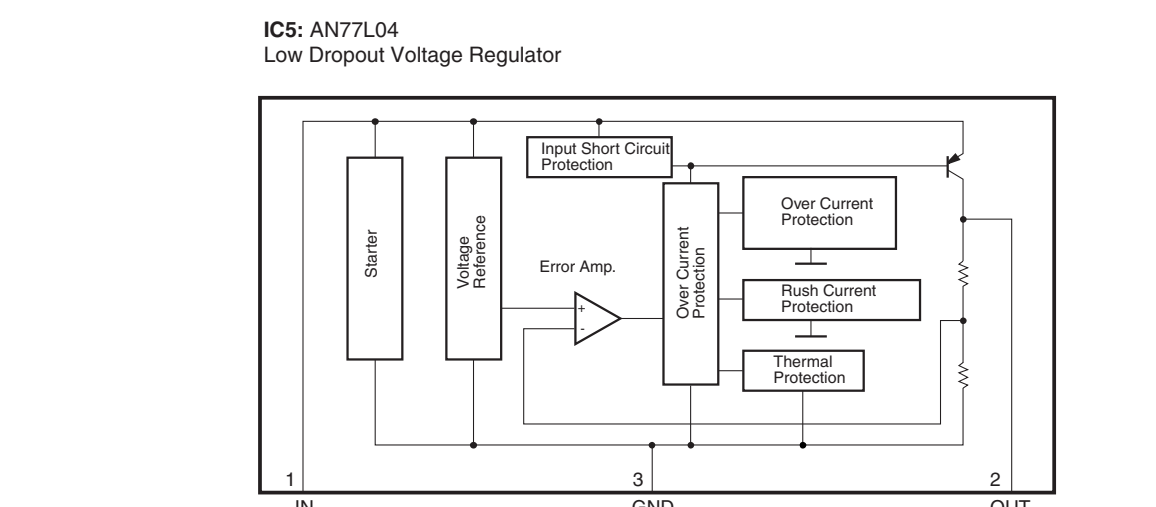 IC5: AN77L04
Low Dropout Voltage Regulator
Input Short Circuit
Protection
Over Current
Protection
Starter
Voltage
Reference
Error Amp.
+
-
Over Current
Protection
Rush Current
Protection
Thermal
Protection
1
3
2
IN
GND
OUT